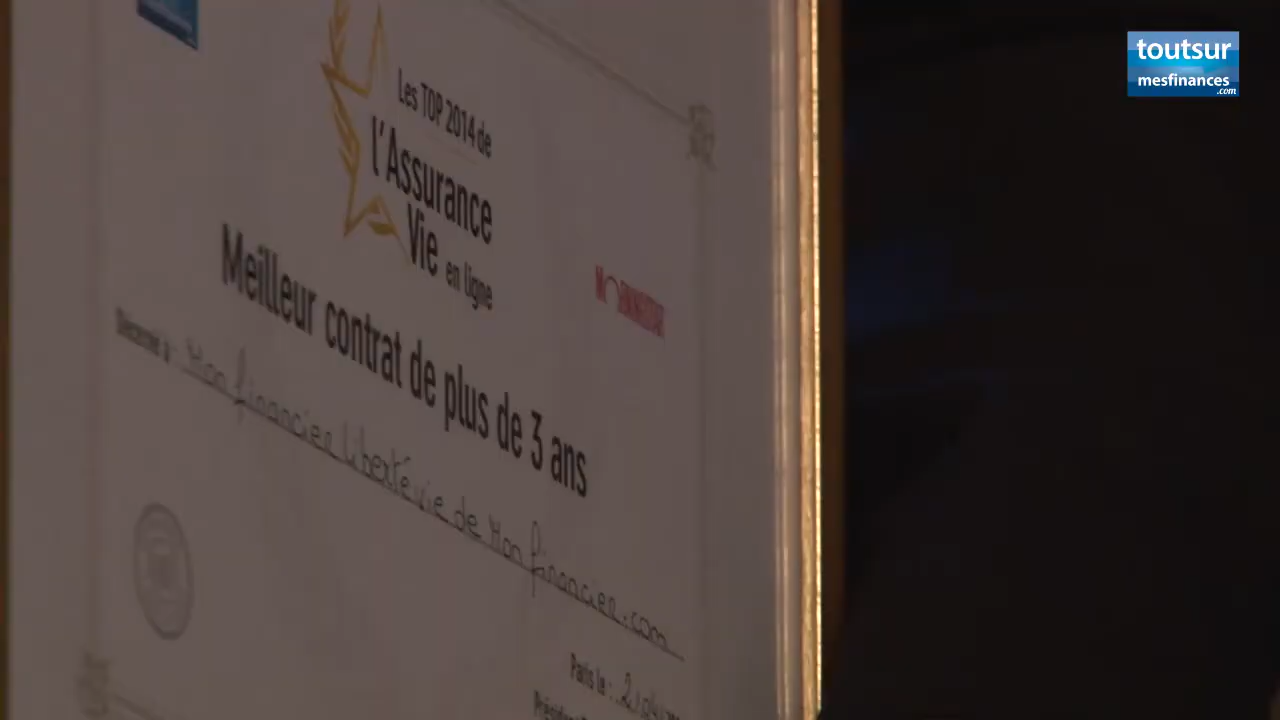 toutsur
mesfinances
.com
Les TOP 2014 de
l'Assurance
Vie en ligne
MORNINGSTAR
Meilleur contrat de plus de 3 ans
Décerné à : Mon financier liberté vie de Mon financier.com
Paris le :